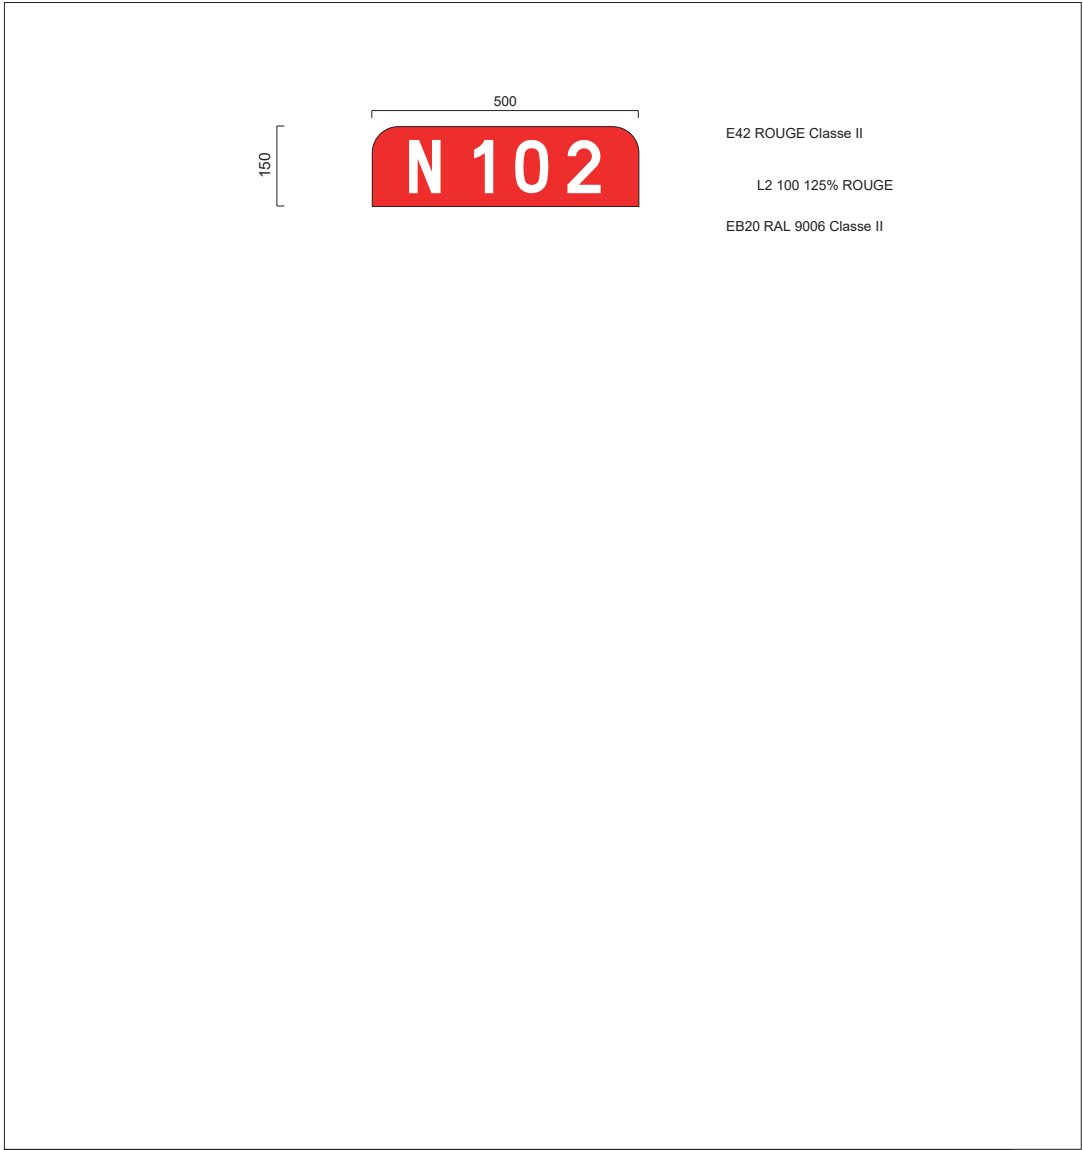 500
E42 ROUGE Classe II
150
N 102
L2 100 125% ROUGE
EB20 RAL 9006 Classe II